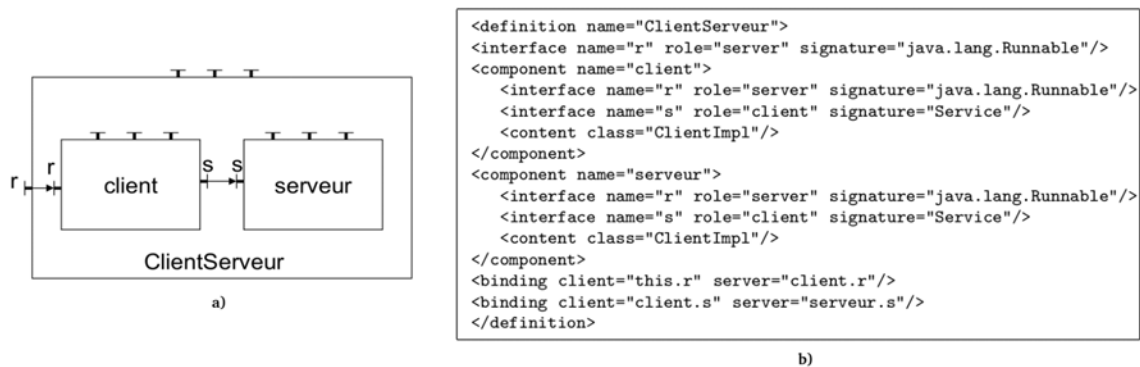 r
r
client
s
s
serveur
ClientServeur
a)
<definition name="ClientServeur">
<interface name="r" role="server" signature="java.lang.Runnable"/>
<component name="client">
<interface name="r" role="server" signature="java.lang.Runnable"/>
<interface name="s" role="client" signature="Service"/>
<content class="ClientImpl"/>
</component>
<component name="serveur">
<interface name="r" role="server" signature="java.lang.Runnable"/>
<interface name="s" role="client" signature="Service"/>
<content class="ClientImpl"/>
</component>
<binding client="this.r" server="client.r"/>
<binding client="client.s" server="serveur.s"/>
</definition>
b)